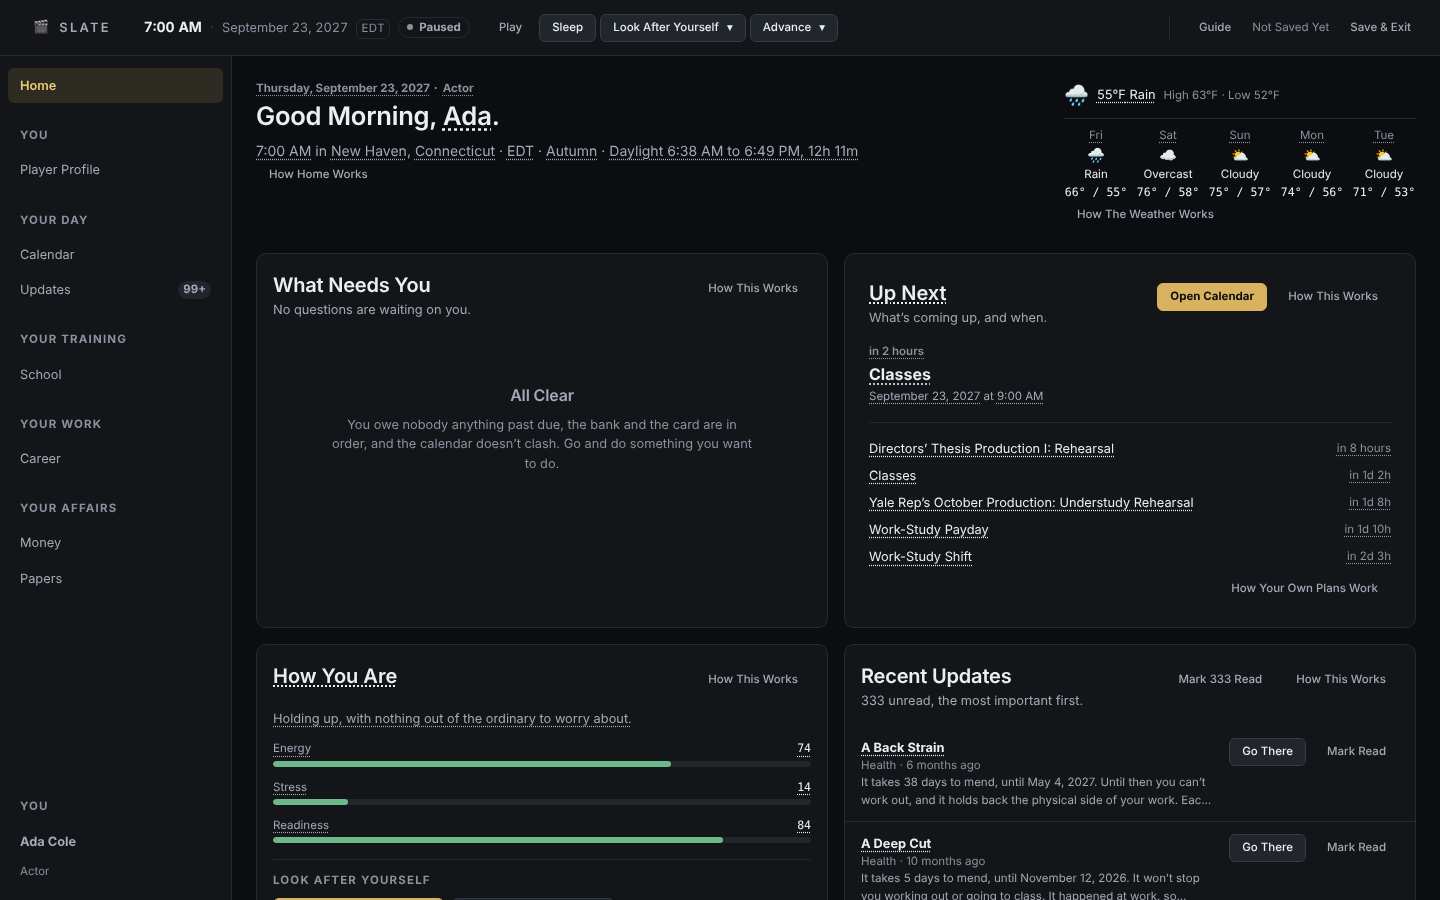 SLATE
7:00 AM · September 23, 2027 EDT Paused
Play
Sleep
Look After Yourself ▾
Advance ▾
Guide
Not Saved Yet
Save & Exit
Home
YOU
Player Profile
YOUR DAY
Calendar
Updates 99+
YOUR TRAINING
School
YOUR WORK
Career
YOUR AFFAIRS
Money
Papers
YOU
Ada Cole
Actor
Thursday, September 23, 2027 · Actor
Good Morning, Ada.
7:00 AM in New Haven, Connecticut · EDT · Autumn · Daylight 6:38 AM to 6:49 PM, 12h 11m
How Home Works
55°F Rain High 63°F · Low 52°F
Fri Sat Sun Mon Tue
Rain Overcast Cloudy Cloudy Cloudy
66° / 55° 76° / 58° 75° / 57° 74° / 56° 71° / 53°
How The Weather Works
What Needs You
How This Works
No questions are waiting on you.
All Clear
You owe nobody anything past due, the bank and the card are in
order, and the calendar doesn’t clash. Go and do something you want
to do.
Up Next
Open Calendar
How This Works
What’s coming up, and when.
in 2 hours
Classes
September 23, 2027 at 9:00 AM
Directors’ Thesis Production I: Rehearsal in 8 hours
Classes in 1d 2h
Yale Rep’s October Production: Understudy Rehearsal in 1d 8h
Work-Study Payday in 1d 10h
Work-Study Shift in 2d 3h
How Your Own Plans Work
How You Are
How This Works
Holding up, with nothing out of the ordinary to worry about.
Energy 74
Stress 14
Readiness 84
LOOK AFTER YOURSELF
Recent Updates
Mark 333 Read
How This Works
333 unread, the most important first.
A Back Strain
Go There
Mark Read
Health · 6 months ago
It takes 38 days to mend, until May 4, 2027. Until then you can’t
work out, and it holds back the physical side of your work. Eac…
A Deep Cut
Go There
Mark Read
Health · 10 months ago
It takes 5 days to mend, until November 12, 2026. It won’t stop
you working out or going to class. It happened at work, so…